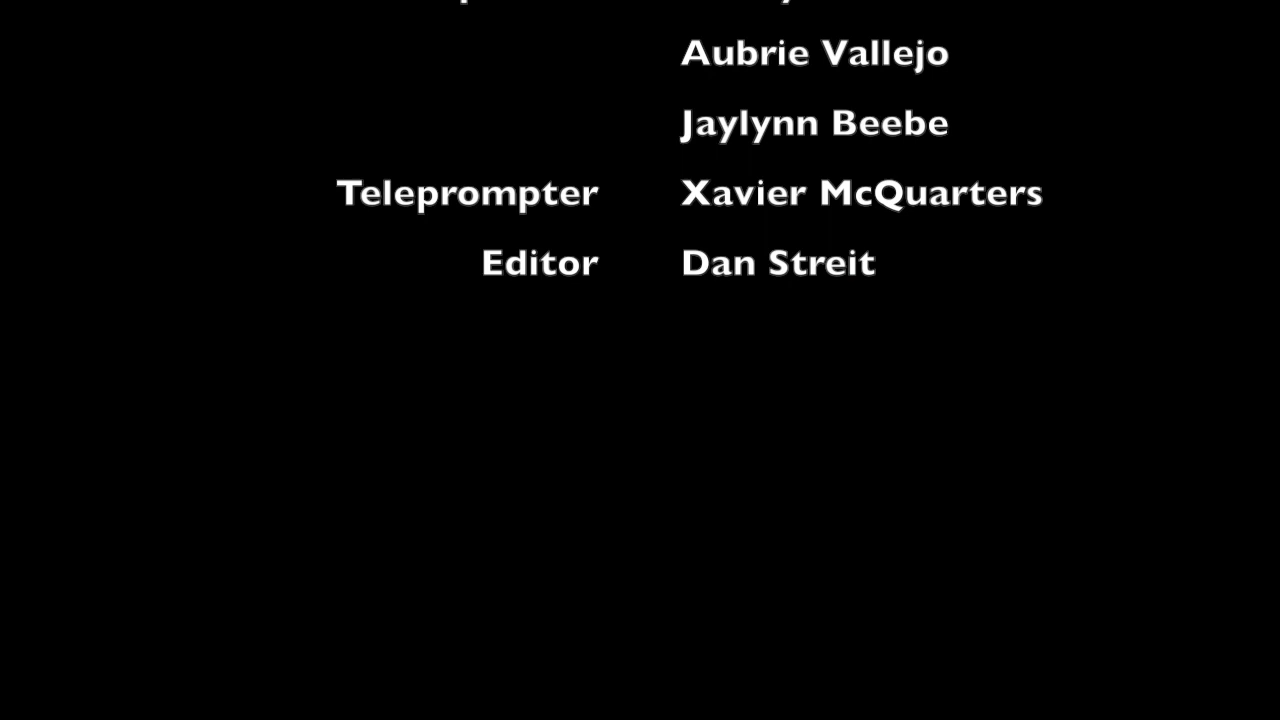 Aubrie Vallejo
Jaylynn Beebe
Teleprompter Xavier McQuarters
Editor Dan Streit